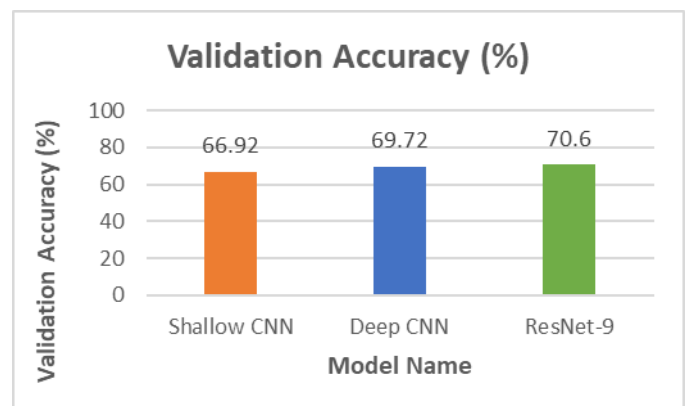 Validation Accuracy (%)
Validation Accuracy (%)
100
80
60
40
20
0
66.92
69.72
70.6
Shallow CNN
Deep CNN
ResNet-9
Model Name